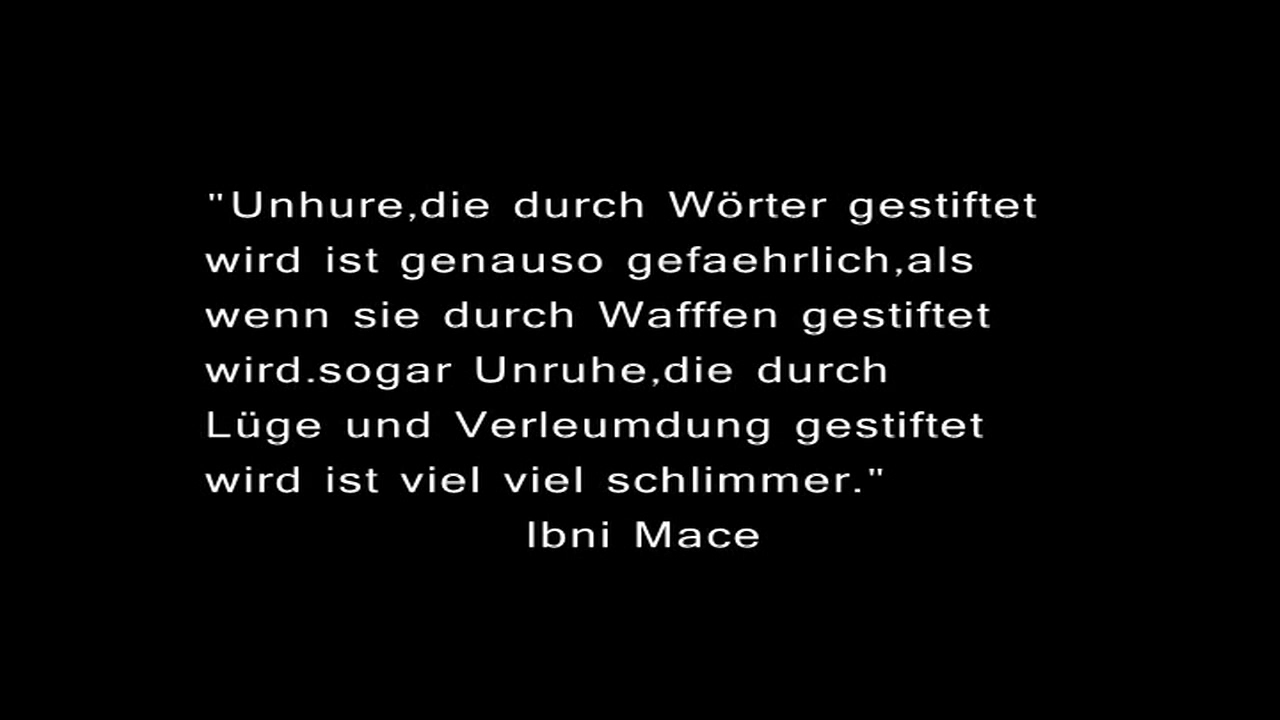 "Unhure,die durch Wörter gestiftet
wird ist genauso gefaehrlich,als
wenn sie durch Wafffen gestiftet
wird.sogar Unruhe,die durch
Lüge und Verleumdung gestiftet
wird ist viel viel schlimmer."
Ibni Mace